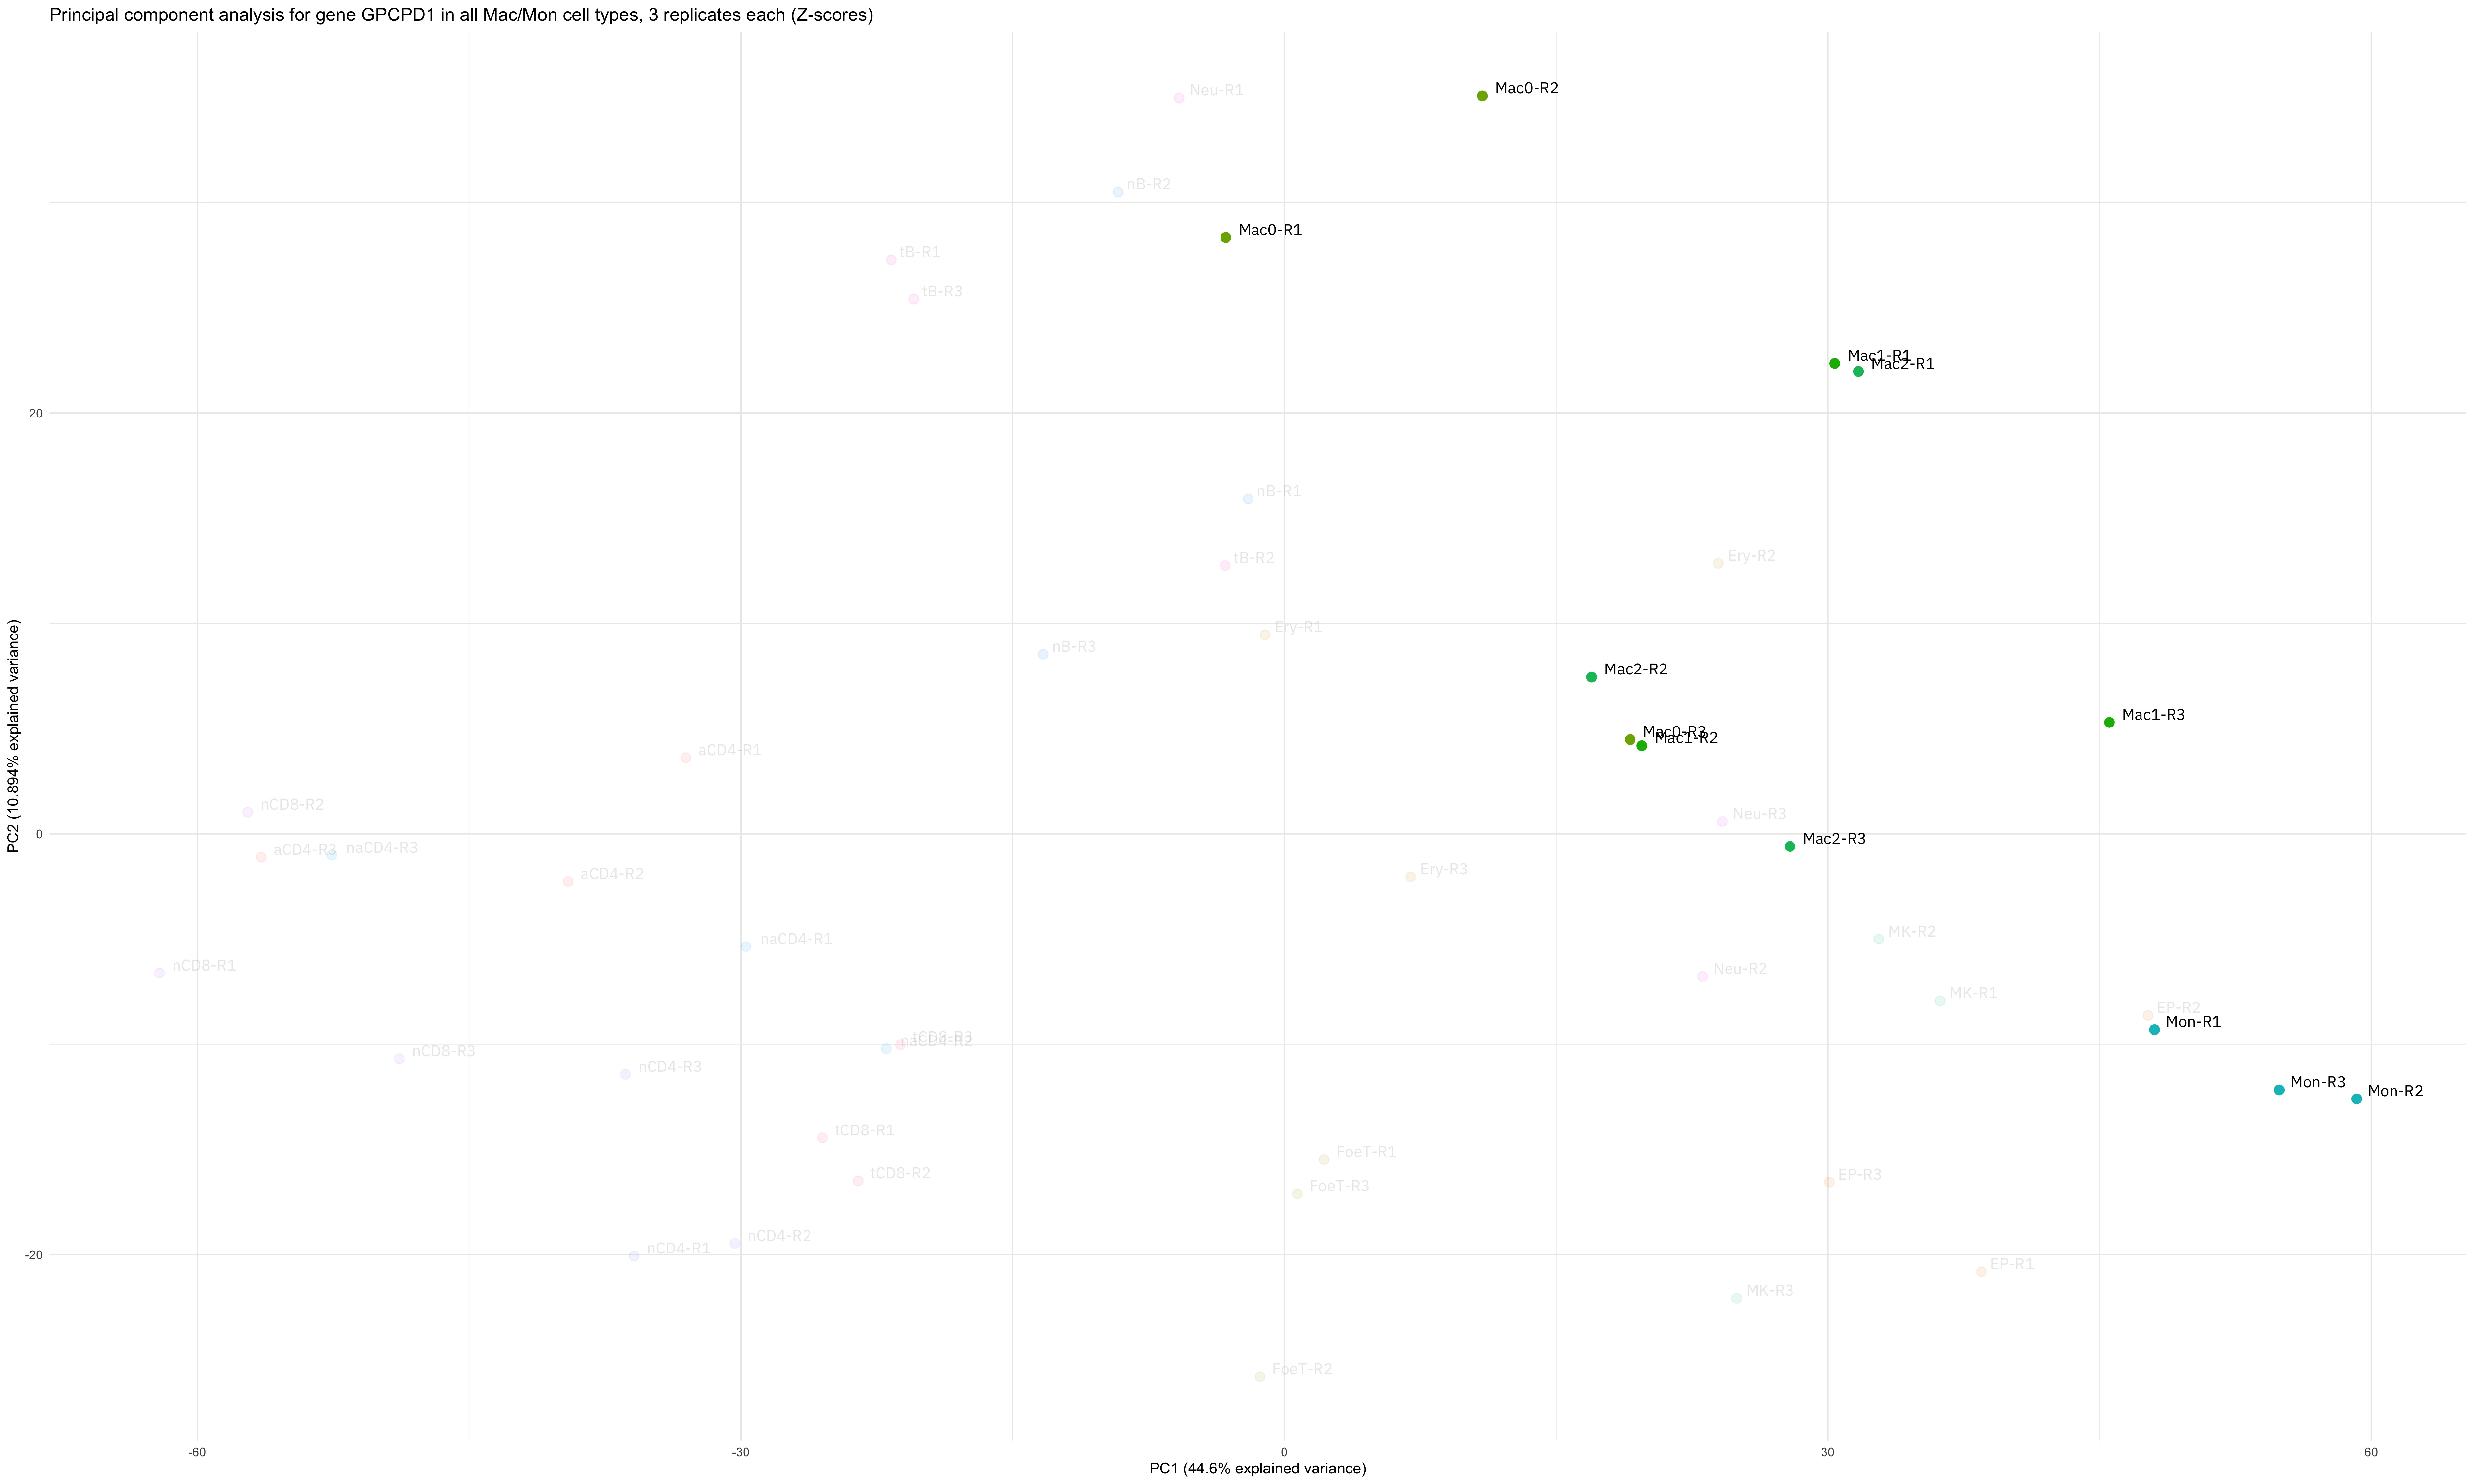 Principal component analysis for gene GPCPD1 in all Mac/Mon cell types, 3 replicates each (Z-scores)
Neu-R1
Mac0-R2
nB-R2
Mac0-R1
tB-R1
tB-R3
Mac1-R1
Mac2-R1
20
nB-R1
tB-R2
Ery-R2
Ery-R1
nB-R3
Mac2-R2
Mac1-R3
Mac0-R3
Mac1-R2
aCD4-R1
nCD8-R2
Neu-R3
0
Mac2-R3
aCD4-R3
naCD4-R3
aCD4-R2
Ery-R3
naCD4-R1
MK-R2
nCD8-R1
Neu-R2
MK-R1
EP-R2
Mon-R1
tCD8-R3
naCD4-R2
nCD8-R3
nCD4-R3
Mon-R3
Mon-R2
tCD8-R1
FoeT-R1
tCD8-R2
EP-R3
FoeT-R3
nCD4-R2
nCD4-R1
-20
EP-R1
MK-R3
FoeT-R2
PC2 (10.894% explained variance)
-60
-30
0
30
60
PC1 (44.6% explained variance)